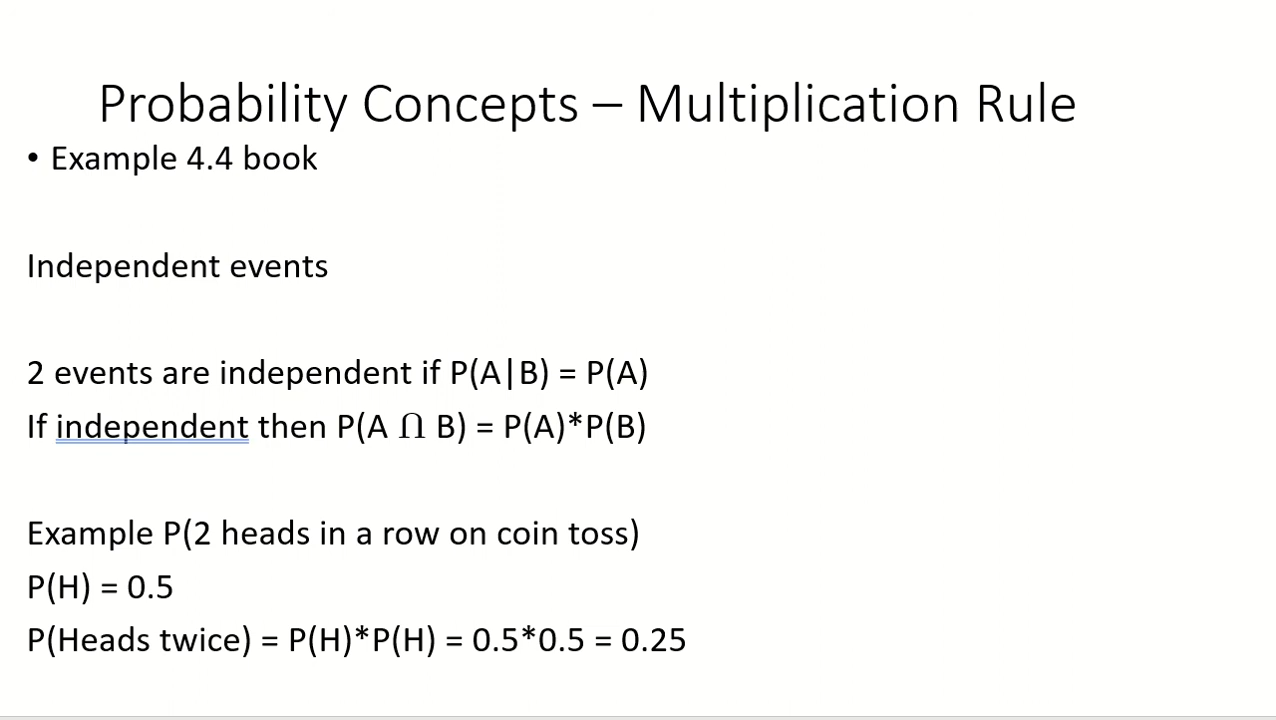 Probability Concepts – Multiplication Rule
• Example 4.4 book
Independent events
2 events are independent if P(A|B) = P(A)
If independent then P(A ⋂ B) = P(A)*P(B)
Example P(2 heads in a row on coin toss)
P(H) = 0.5
P(Heads twice) = P(H)*P(H) = 0.5*0.5 = 0.25